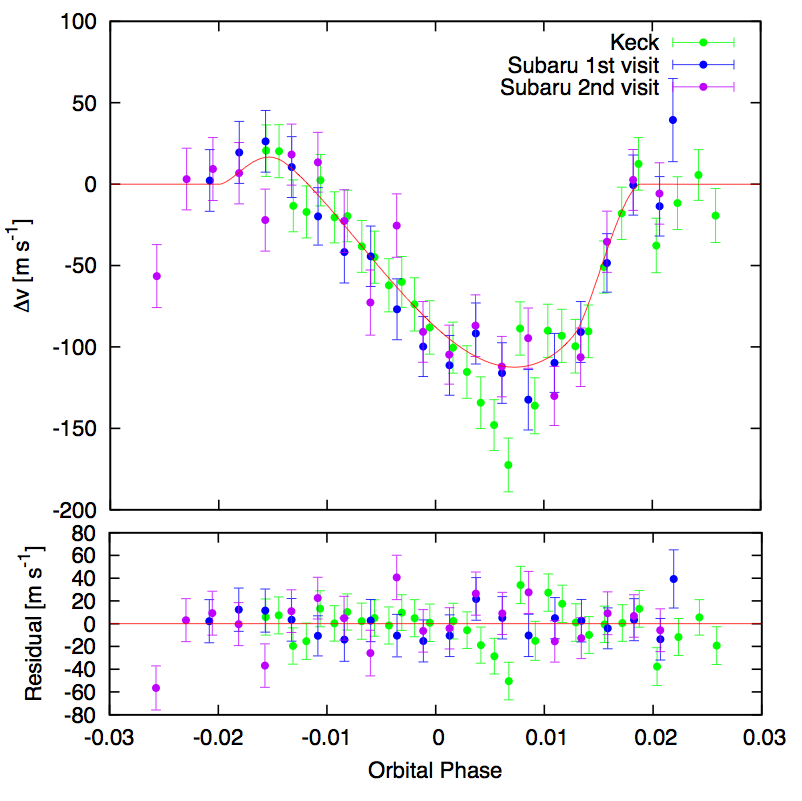 100
50
0
-50
-100
-150
-200
Δv [m s-1]
Keck
Subaru 1st visit
Subaru 2nd visit
80
60
40
20
0
-20
-40
-60
-80
Residual [m s-1]
-0.03 -0.02 -0.01 0 0.01 0.02 0.03
Orbital Phase